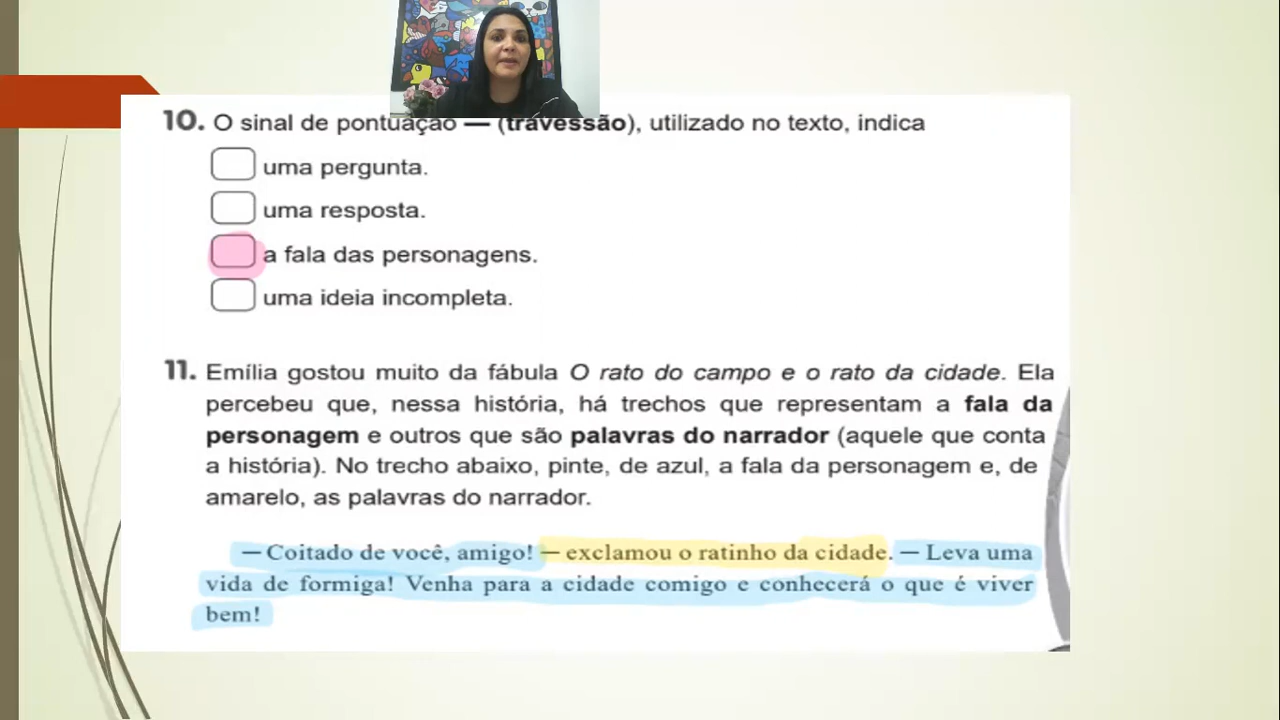 10. O sinal de pontuação — (travessão), utilizado no texto, indica
uma pergunta.
uma resposta.
a fala das personagens.
uma ideia incompleta.
11. Emília gostou muito da fábula O rato do campo e o rato da cidade. Ela
percebeu que, nessa história, há trechos que representam a fala da
personagem e outros que são palavras do narrador (aquele que conta
a história). No trecho abaixo, pinte, de azul, a fala da personagem e, de
amarelo, as palavras do narrador.
— Coitado de você, amigo! — exclamou o ratinho da cidade. — Leva uma
vida de formiga! Venha para a cidade comigo e conhecerá o que é viver
bem!